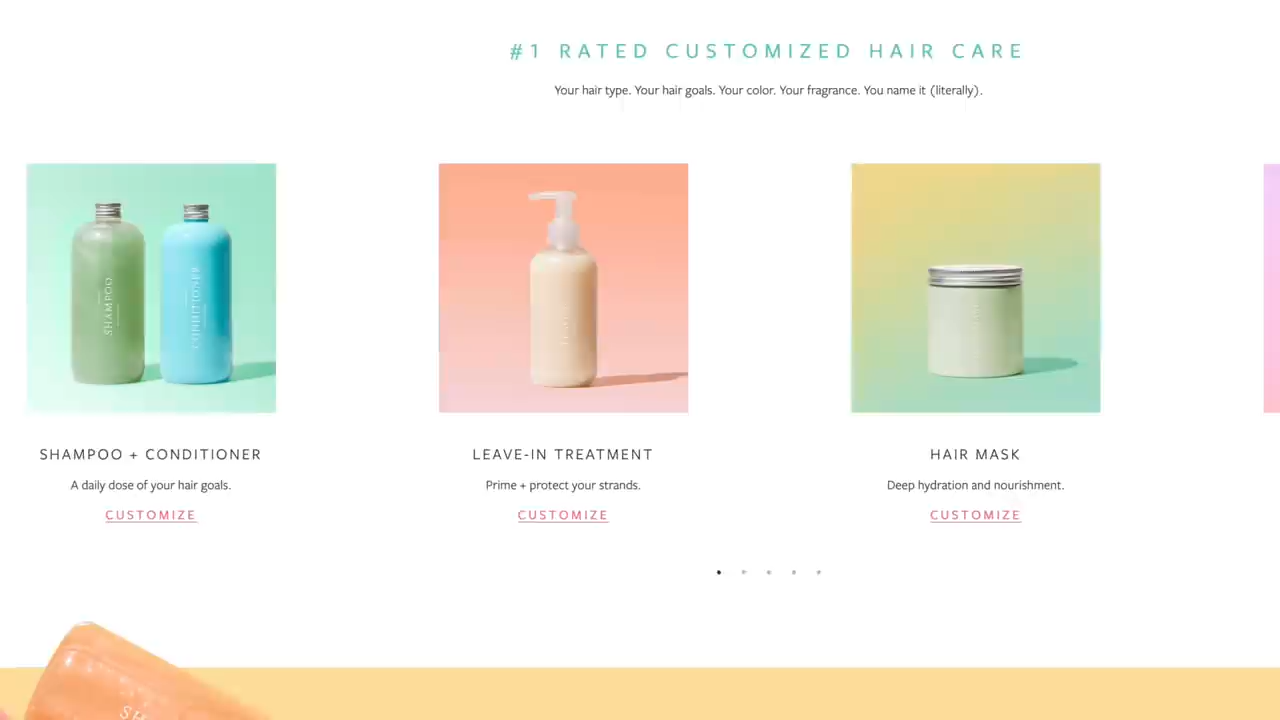 #1 RATED CUSTOMIZED HAIR CARE
Your hair type. Your hair goals. Your color. Your fragrance. You name it (literally).
SHAMPOO
CONDITIONER
SHAMPOO + CONDITIONER
A daily dose of your hair goals.
CUSTOMIZE
LEAVE-IN TREATMENT
Prime + protect your strands.
CUSTOMIZE
HAIR MASK
Deep hydration and nourishment.
CUSTOMIZE